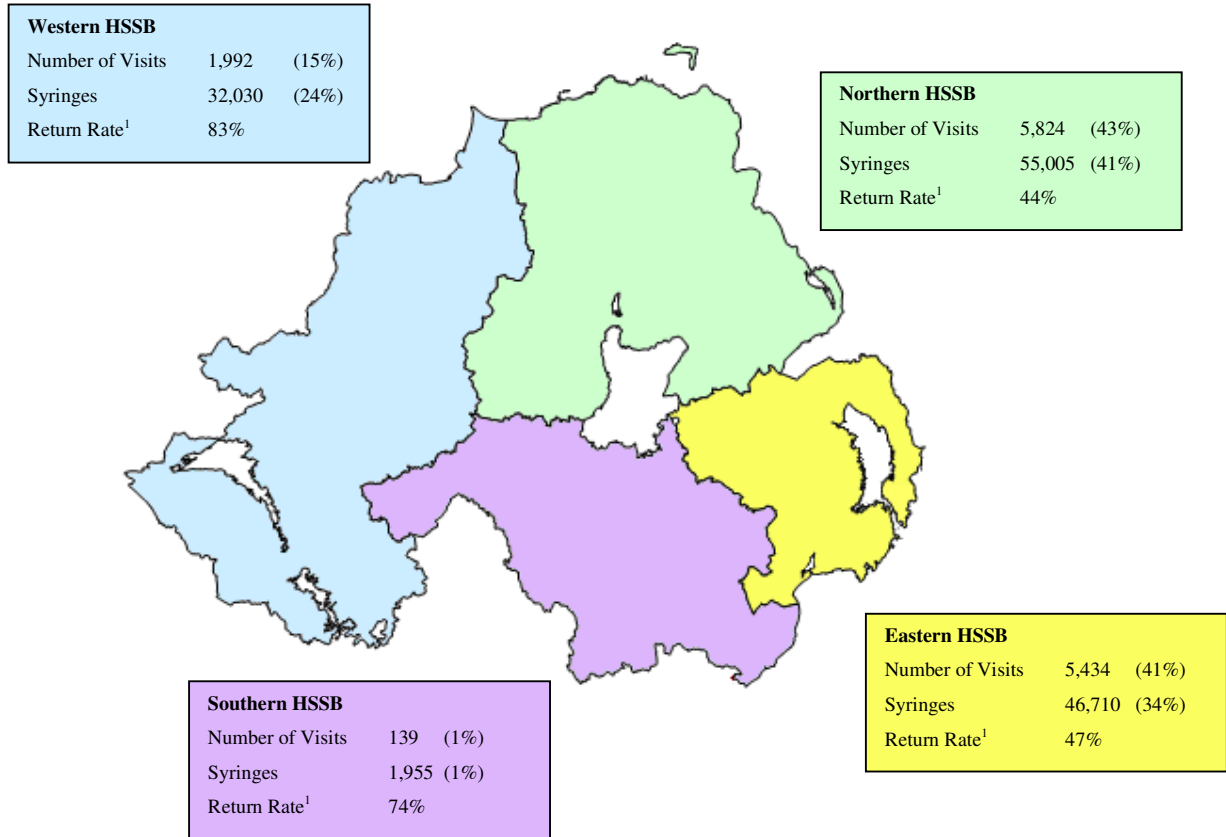 Western HSSB
Number of Visits 1,992 (15%)
Syringes 32,030 (24%)
Return Rate¹ 83%
Northern HSSB
Number of Visits 5,824 (43%)
Syringes 55,005 (41%)
Return Rate¹ 44%
Eastern HSSB
Number of Visits 5,434 (41%)
Syringes 46,710 (34%)
Return Rate¹ 47%
Southern HSSB
Number of Visits 139 (1%)
Syringes 1,955 (1%)
Return Rate¹ 74%